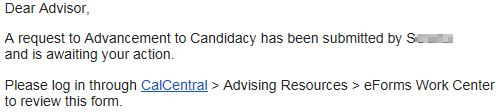 Dear Advisor,
A request to Advancement to Candidacy has been submitted by
and is awaiting your action.
Please log in through CalCentral > Advising Resources > eForms Work Center
to review this form.